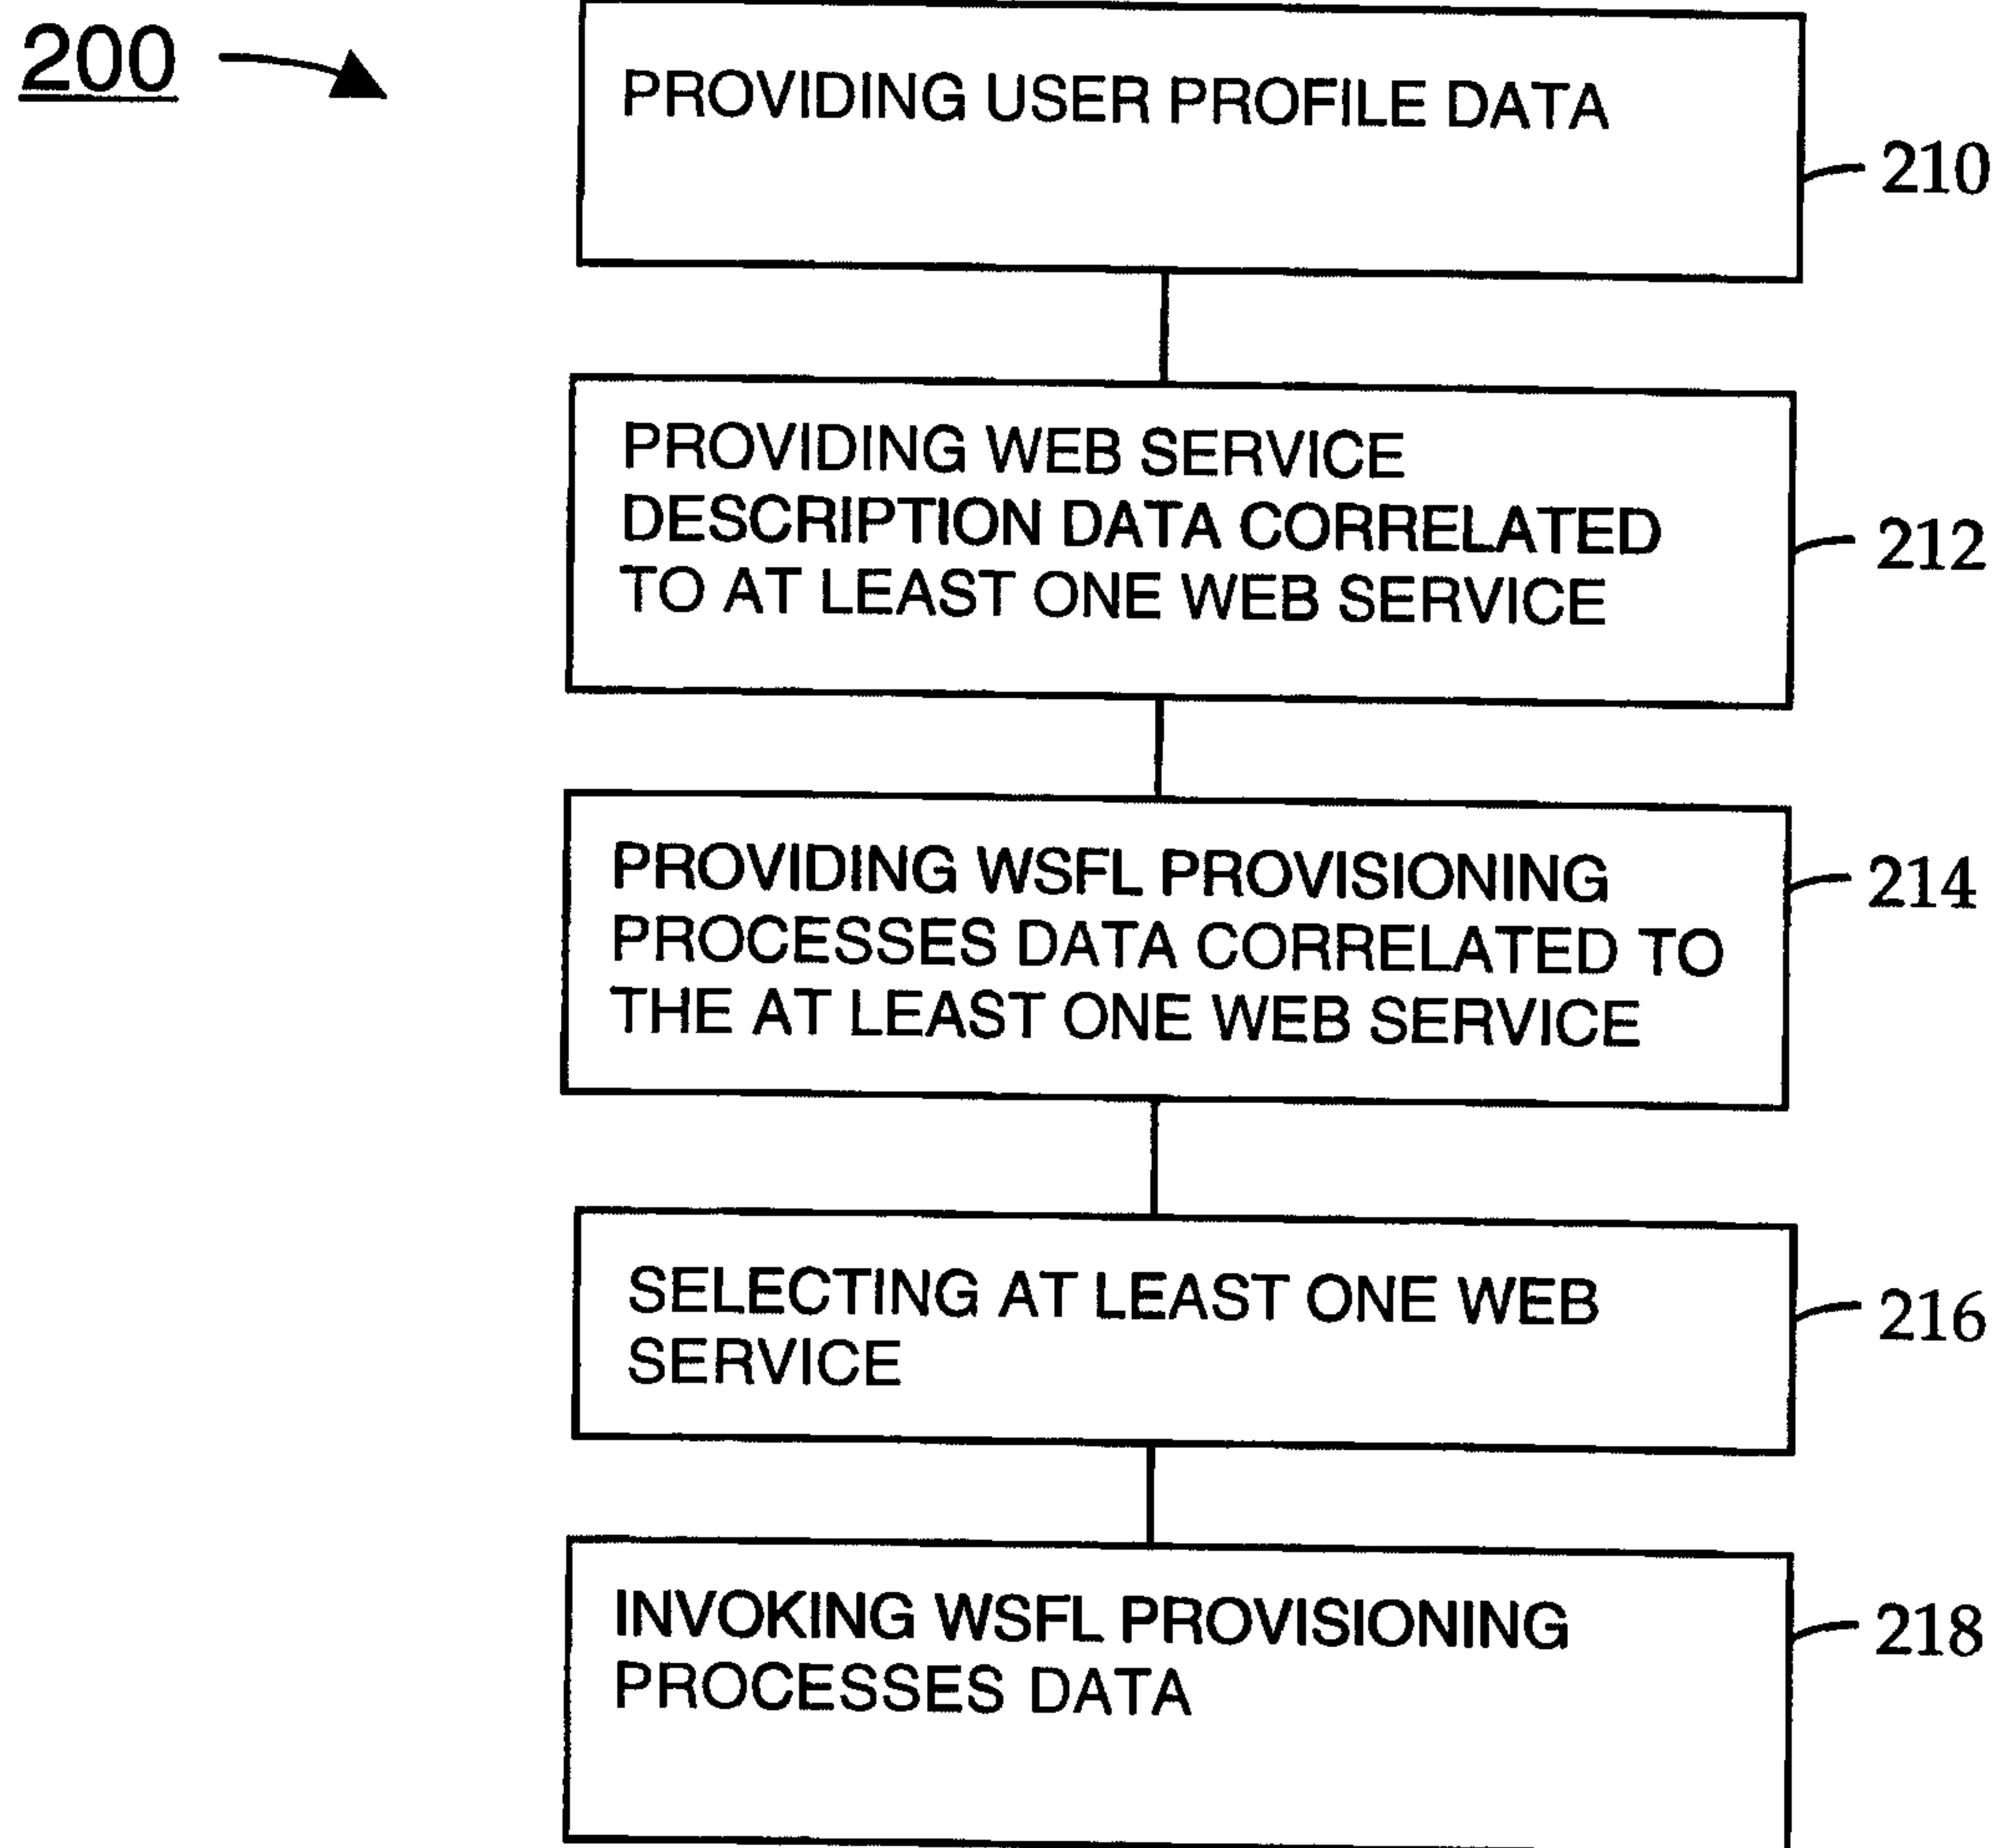 200
PROVIDING USER PROFILE DATA
210
PROVIDING WEB SERVICE
DESCRIPTION DATA CORRELATED
TO AT LEAST ONE WEB SERVICE
212
PROVIDING WSFL PROVISIONING
PROCESSES DATA CORRELATED TO
THE AT LEAST ONE WEB SERVICE
214
SELECTING AT LEAST ONE WEB
SERVICE
216
INVOKING WSFL PROVISIONING
PROCESSES DATA
218